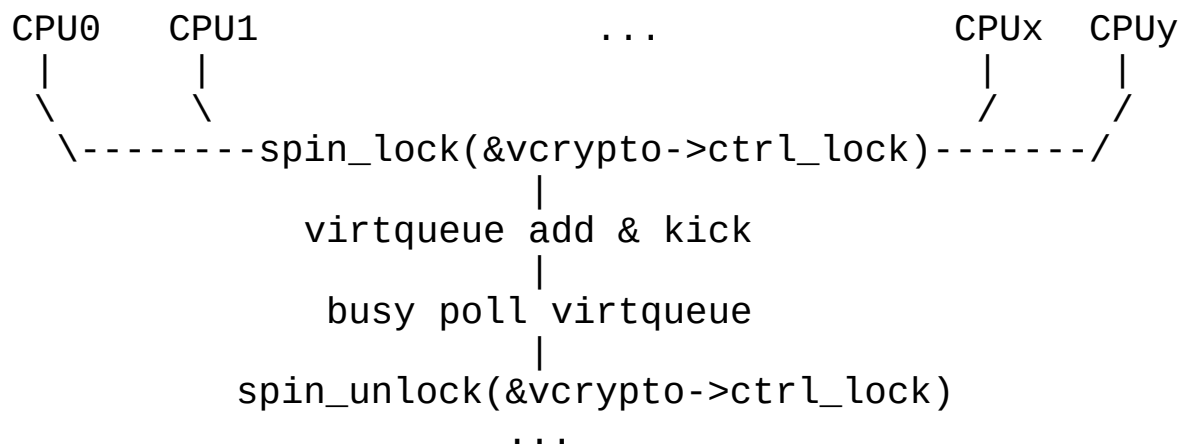 CPU0   CPU1                  ...                CPUx  CPUy
 |      |                                        |     |
 \      \                                        /     /
  \--------spin_lock(&vcrypto->ctrl_lock)-------/
                       |
             virtqueue add & kick
                       |
              busy poll virtqueue
                       |
          spin_unlock(&vcrypto->ctrl_lock)
                      ...